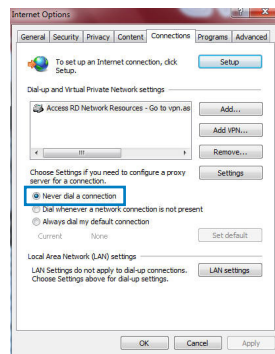 Internet Options
General Security Privacy Content Connections Programs Advanced
To set up an Internet connection, click
Setup.
Setup
Dial-up and Virtual Private Network settings
Access RD Network Resources - Go to vpn.as
Add...
Add VPN...
Remove...
Choose Settings if you need to configure a proxy
server for a connection.
Settings
Never dial a connection
Dial whenever a network connection is not present
Always dial my default connection
Current None
Set default
Local Area Network (LAN) settings
LAN Settings do not apply to dial-up connections.
Choose Settings above for dial-up settings.
LAN settings
OK Cancel Apply